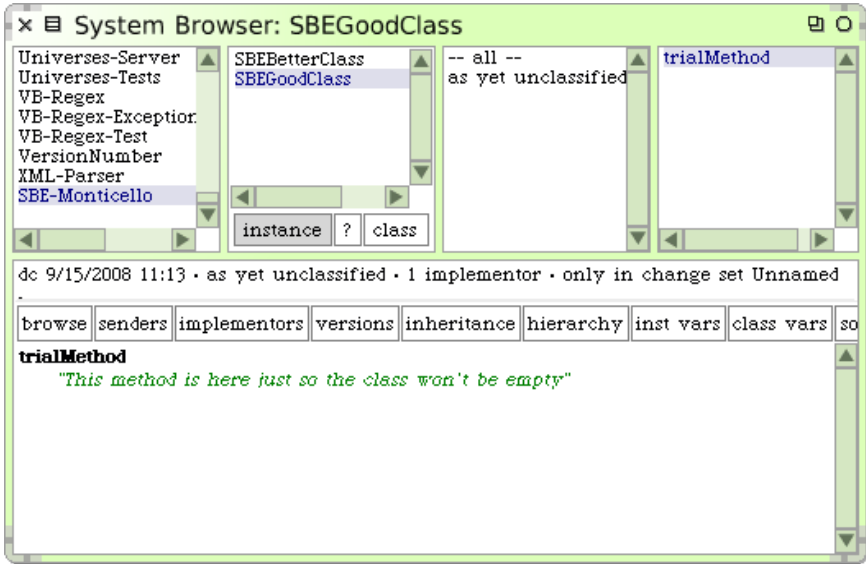 System Browser: SBEGoodClass
Universes-Server
Universes-Tests
VB-Regex
VB-Regex-Exception
VB-Regex-Test
VersionNumber
XML-Parser
SBE-Monticello
SBEBetterClass
SBEGoodClass
instance ? class
-- all --
as yet unclassified
trialMethod
dc 9/15/2008 11:13 · as yet unclassified · 1 implementor · only in change set Unnamed
.
browse senders implementors versions inheritance hierarchy inst vars class vars so
trialMethod
"This method is here just so the class won't be empty"